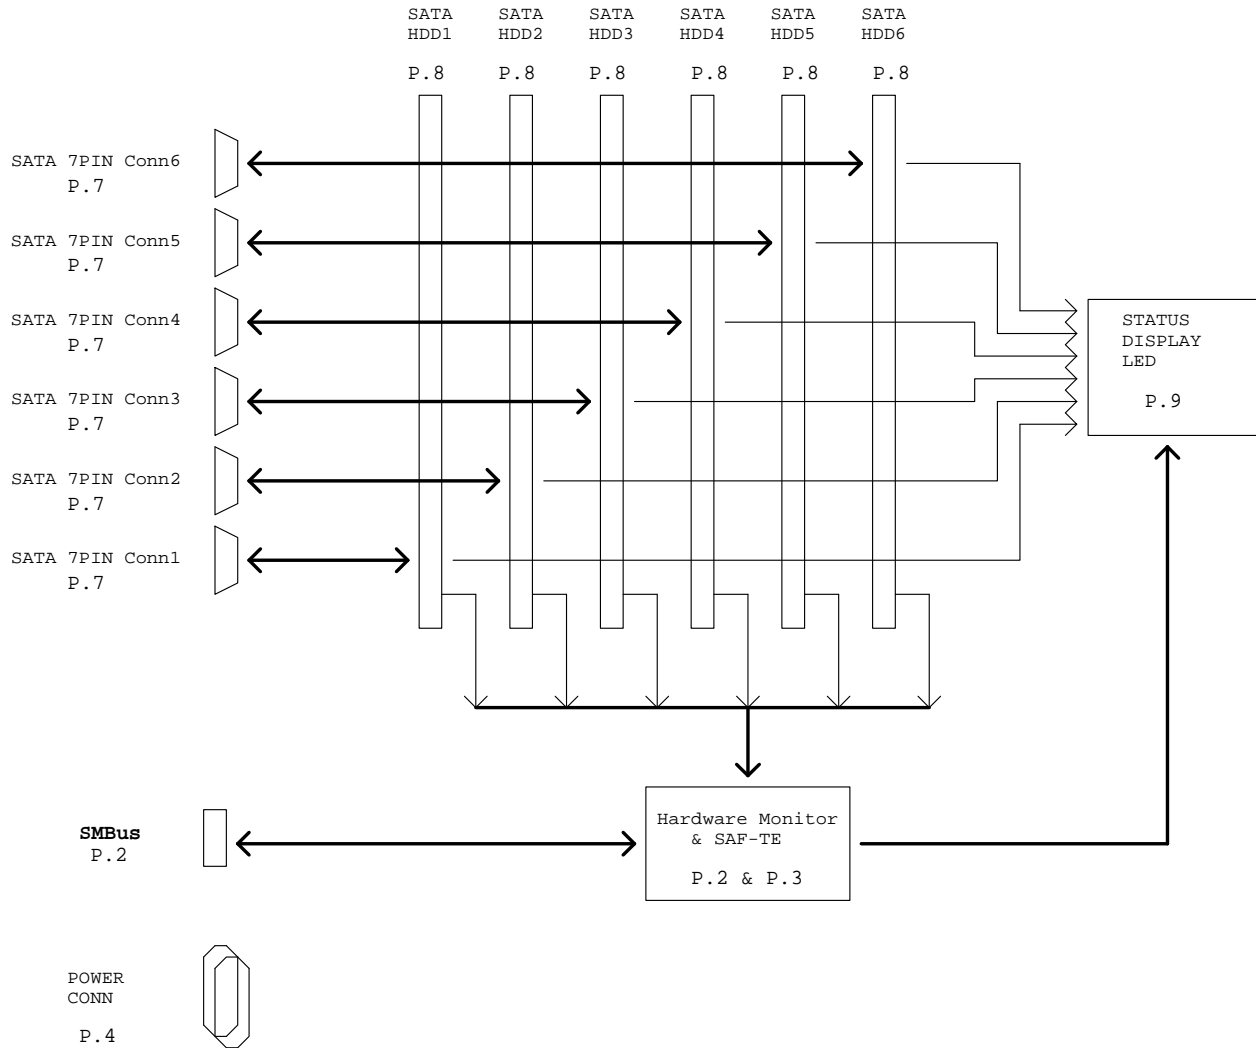 SATA HDD1
P.8
SATA HDD2
P.8
SATA HDD3
P.8
SATA HDD4
P.8
SATA HDD5
P.8
SATA HDD6
P.8
SATA 7PIN Conn6
P.7
SATA 7PIN Conn5
P.7
SATA 7PIN Conn4
P.7
SATA 7PIN Conn3
P.7
SATA 7PIN Conn2
P.7
SATA 7PIN Conn1
P.7
STATUS
DISPLAY
LED
P.9
Hardware Monitor
& SAF-TE
P.2 & P.3
SMBus
P.2
POWER
CONN
P.4